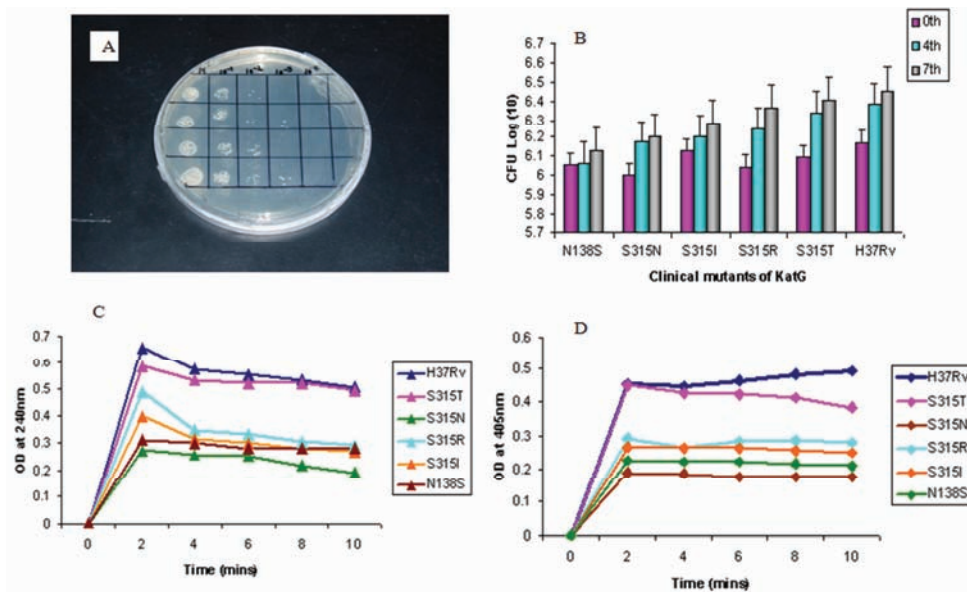 A
B
0th
4th
7th
6.7
6.6
6.5
6.4
6.3
6.2
6.1
6
5.9
5.8
5.7
CFU Log (10)
N138S S315N S315I S315R S315T H37Rv
Clinical mutants of KatG
C
0.7
0.6
0.5
0.4
0.3
0.2
0.1
0
OD at 240nm
0 2 4 6 8 10
Time (mins)
H37Rv
S315T
S315N
S315R
S315I
N138S
D
0.6
0.5
0.4
0.3
0.2
0.1
0
OD at 405nm
0 2 4 6 8 10
Time (mins)
H37Rv
S315T
S315N
S315R
S315I
N138S